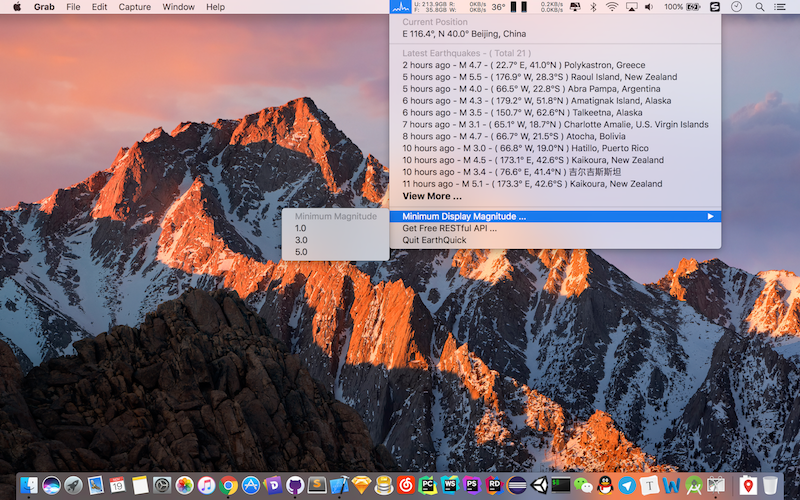 Grab File Edit Capture Window Help U: 213.9GB R: 0KB/s 36° 0.2KB/s 100%
F: 35.8GB W: 0KB/s 0.0KB/s
Current Position
E 116.4°, N 40.0° Beijing, China
Latest Earthquakes - ( Total 21 )
2 hours ago - M 4.7 - ( 22.7° E, 41.0°N ) Polykastron, Greece
5 hours ago - M 5.5 - ( 176.9° W, 28.3°S ) Raoul Island, New Zealand
5 hours ago - M 4.0 - ( 66.5° W, 22.8°S ) Abra Pampa, Argentina
6 hours ago - M 4.3 - ( 179.2° W, 51.8°N ) Amatignak Island, Alaska
6 hours ago - M 3.5 - ( 150.7° W, 62.6°N ) Talkeetna, Alaska
7 hours ago - M 3.1 - ( 65.1° W, 18.7°N ) Charlotte Amalie, U.S. Virgin Islands
8 hours ago - M 4.7 - ( 66.7° W, 21.5°S ) Atocha, Bolivia
10 hours ago - M 3.0 - ( 66.8° W, 19.0°N ) Hatillo, Puerto Rico
10 hours ago - M 4.5 - ( 173.1° E, 42.6°S ) Kaikoura, New Zealand
10 hours ago - M 3.4 - ( 76.6° E, 41.4°N ) 吉尔吉斯斯坦
11 hours ago - M 5.1 - ( 173.3° E, 42.6°S ) Kaikoura, New Zealand
View More ...
Minimum Display Magnitude ...
Get Free RESTful API ...
Quit EarthQuick
Minimum Magnitude
1.0
3.0
5.0
19
PC WS PS RD